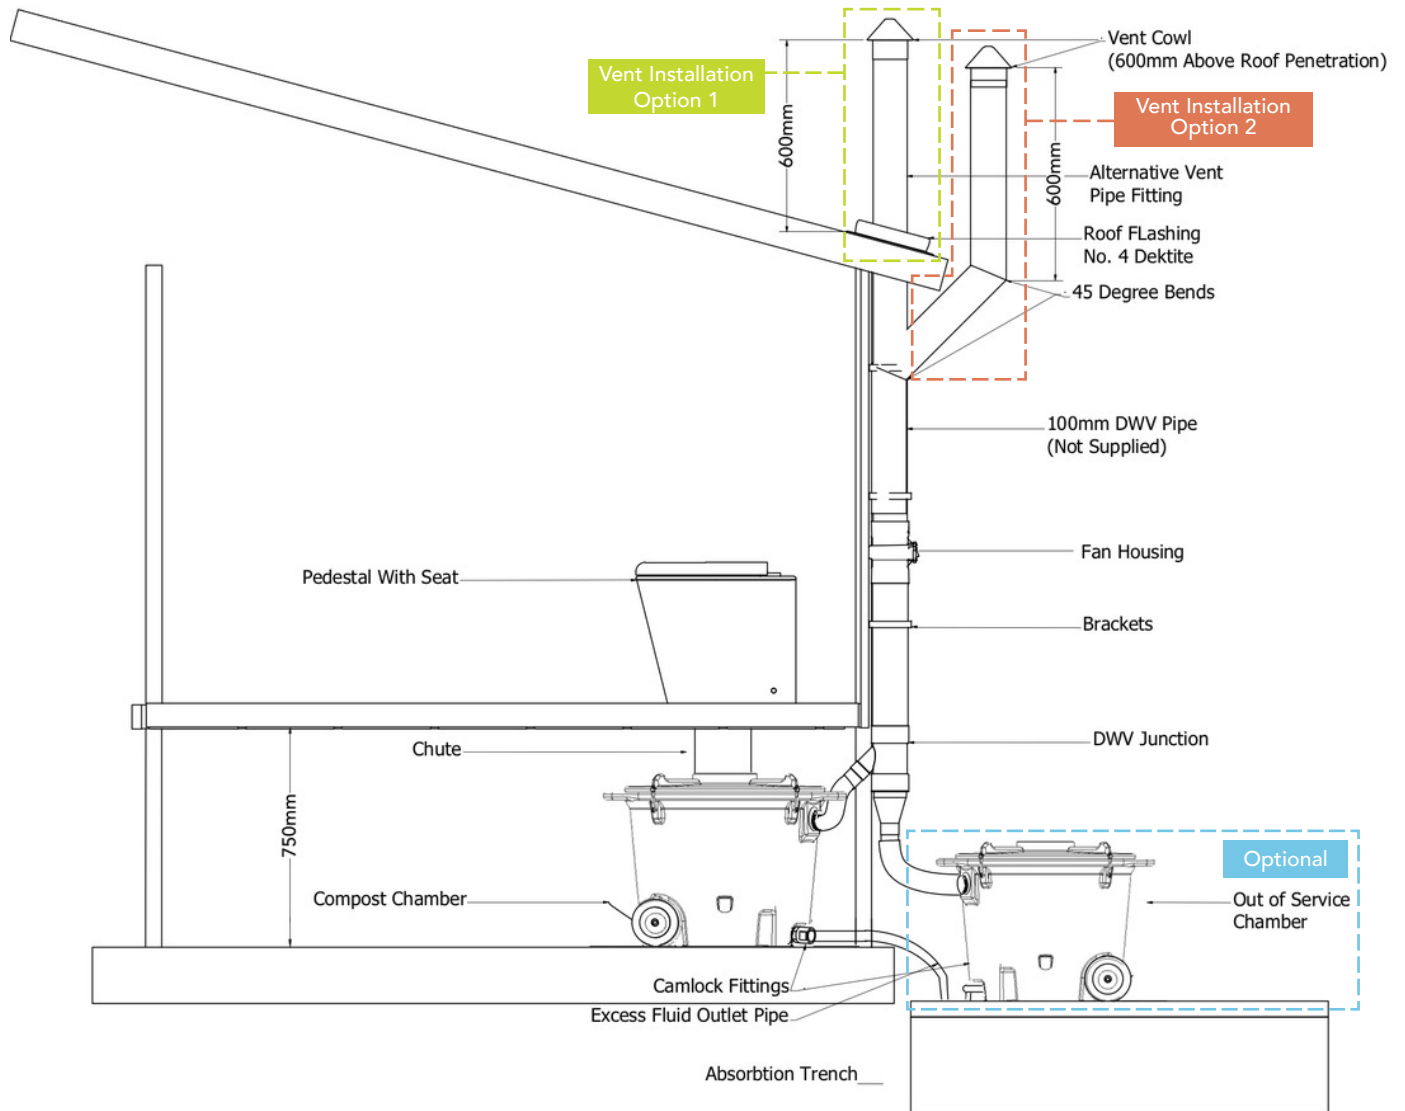 Vent Installation
Option 1
Vent Cowl
(600mm Above Roof Penetration)
Vent Installation
Option 2
600mm
600mm
Alternative Vent
Pipe Fitting
Roof FLashing
No. 4 Dektite
45 Degree Bends
100mm DWV Pipe
(Not Supplied)
Fan Housing
Pedestal With Seat
Brackets
Chute
DWV Junction
750mm
Optional
Compost Chamber
Out of Service
Chamber
Camlock Fittings
Excess Fluid Outlet Pipe
Absorbtion Trench